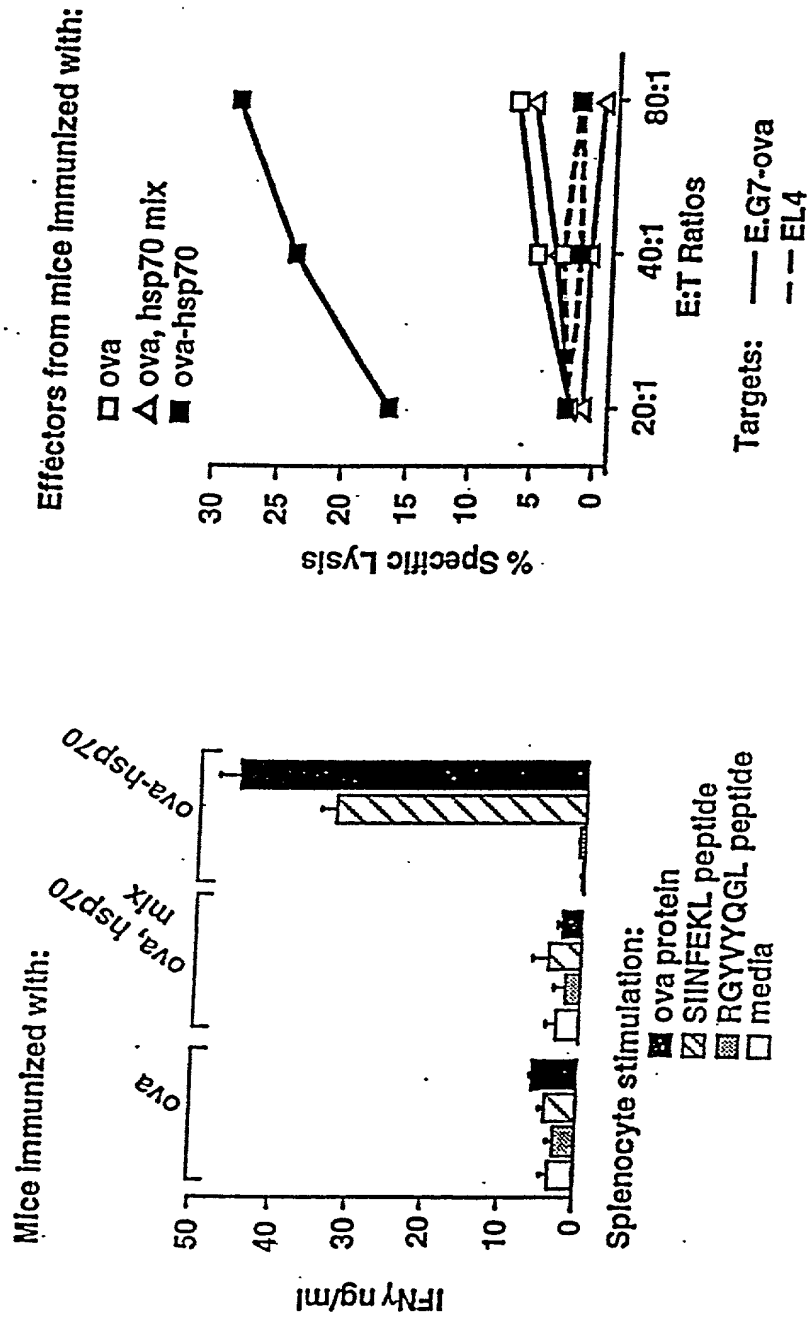 Mice immunized with:
ova
ova, hsp70
mix
ova-hsp70
50
40
30
20
10
0
IFNγ ng/ml
Splenocyte stimulation:
ova protein
SIINFEKL peptide
RGYVYQGL peptide
media
Effectors from mice immunized with:
ova
ova, hsp70 mix
ova-hsp70
30
25
20
15
10
5
0
% Specific Lysis
20:1
40:1
80:1
E:T Ratios
Targets:
E.G7-ova
EL4